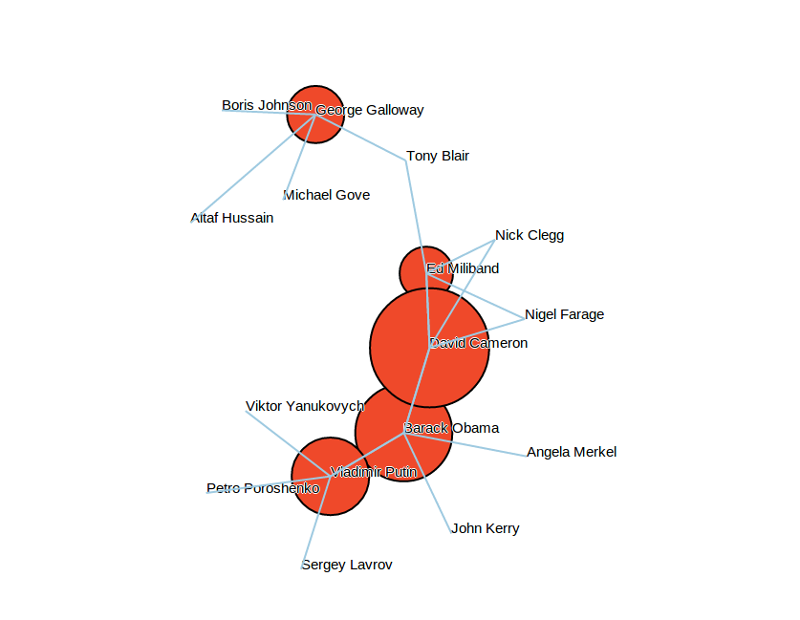 Boris Johnson
George Galloway
Tony Blair
Michael Gove
Altaf Hussain
Nick Clegg
Ed Miliband
Nigel Farage
David Cameron
Viktor Yanukovych
Barack Obama
Angela Merkel
Vladimir Putin
Petro Poroshenko
John Kerry
Sergey Lavrov